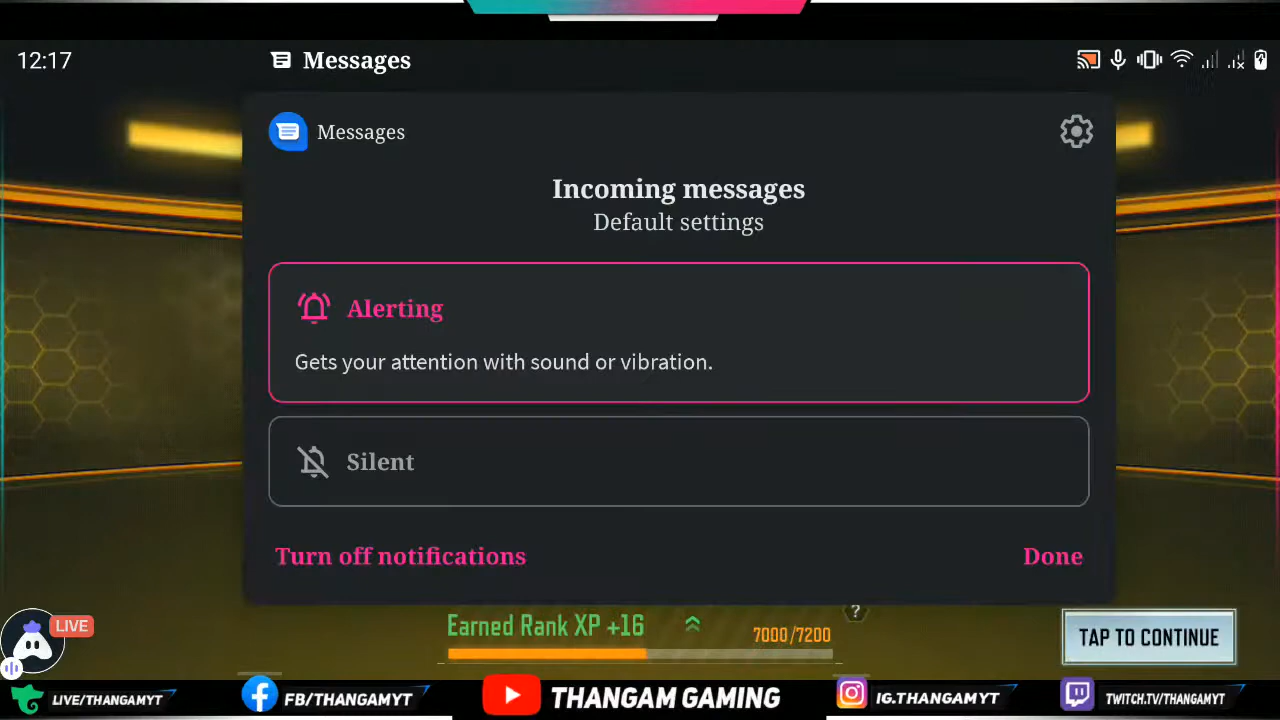 12:17
Messages
Messages
Incoming messages
Default settings
Alerting
Gets your attention with sound or vibration.
Silent
Turn off notifications
Done
LIVE
Earned Rank XP +16
?
7000/7200
TAP TO CONTINUE
LIVE/THANGAMYT
FB/THANGAMYT
THANGAM GAMING
IG.THANGAMYT
TWITCH.TV/THANGAMYT